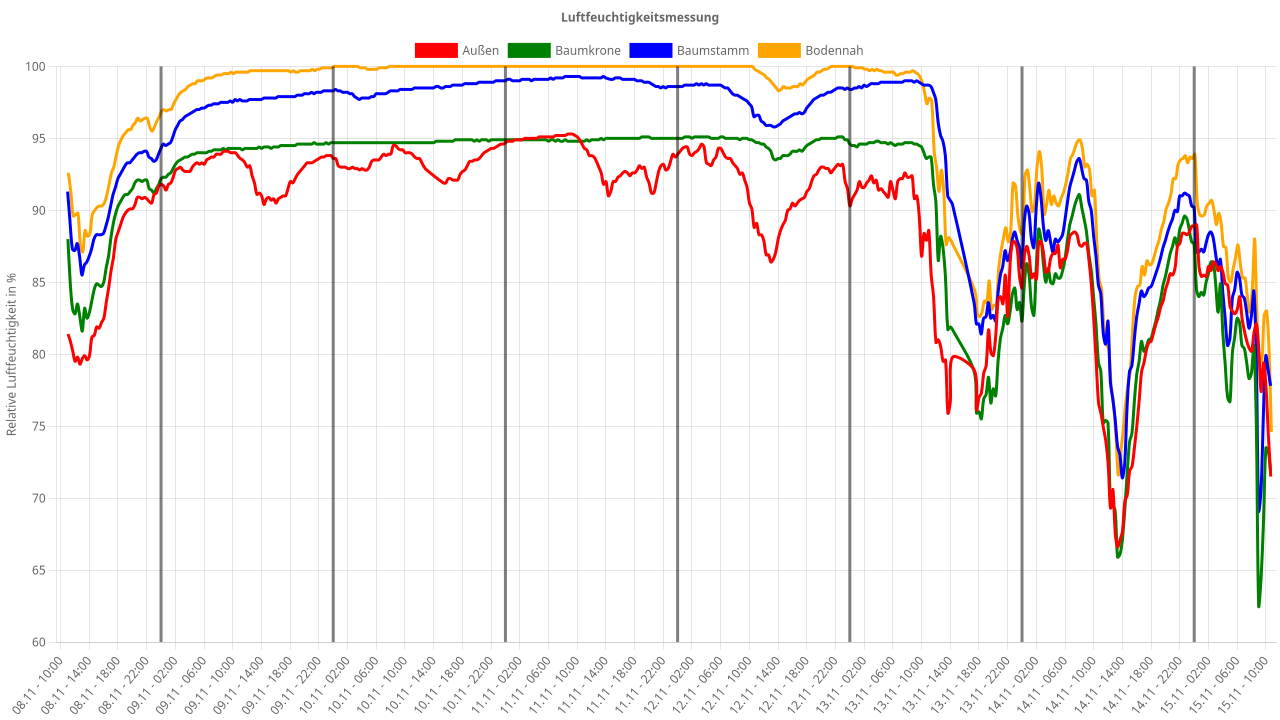 Luftfeuchtigkeitsmessung
Außen Baumkrone Baumstamm Bodennah
Relative Luftfeuchtigkeit in %
100
95
90
85
80
75
70
65
60
08.11 - 10:00
08.11 - 14:00
08.11 - 18:00
08.11 - 22:00
09.11 - 02:00
09.11 - 06:00
09.11 - 10:00
09.11 - 14:00
09.11 - 18:00
09.11 - 22:00
10.11 - 02:00
10.11 - 06:00
10.11 - 10:00
10.11 - 14:00
10.11 - 18:00
10.11 - 22:00
11.11 - 02:00
11.11 - 06:00
11.11 - 10:00
11.11 - 14:00
11.11 - 18:00
11.11 - 22:00
12.11 - 02:00
12.11 - 06:00
12.11 - 10:00
12.11 - 14:00
12.11 - 18:00
12.11 - 22:00
13.11 - 02:00
13.11 - 06:00
13.11 - 10:00
13.11 - 14:00
13.11 - 18:00
13.11 - 22:00
14.11 - 02:00
14.11 - 06:00
14.11 - 10:00
14.11 - 14:00
14.11 - 18:00
14.11 - 22:00
15.11 - 02:00
15.11 - 06:00
15.11 - 10:00